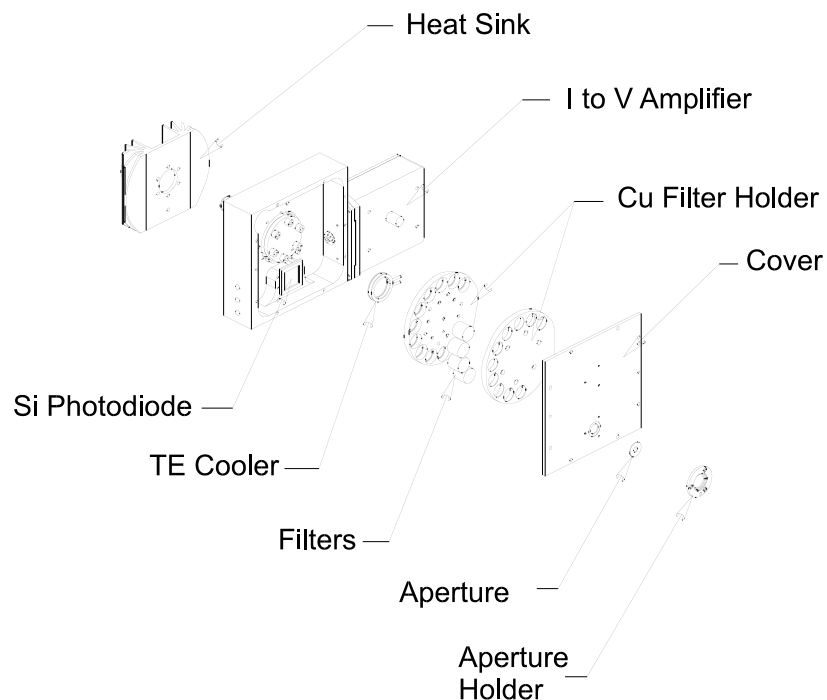 Heat Sink
I to V Amplifier
Cu Filter Holder
Cover
Si Photodiode
TE Cooler
Filters
Aperture
Aperture
Holder